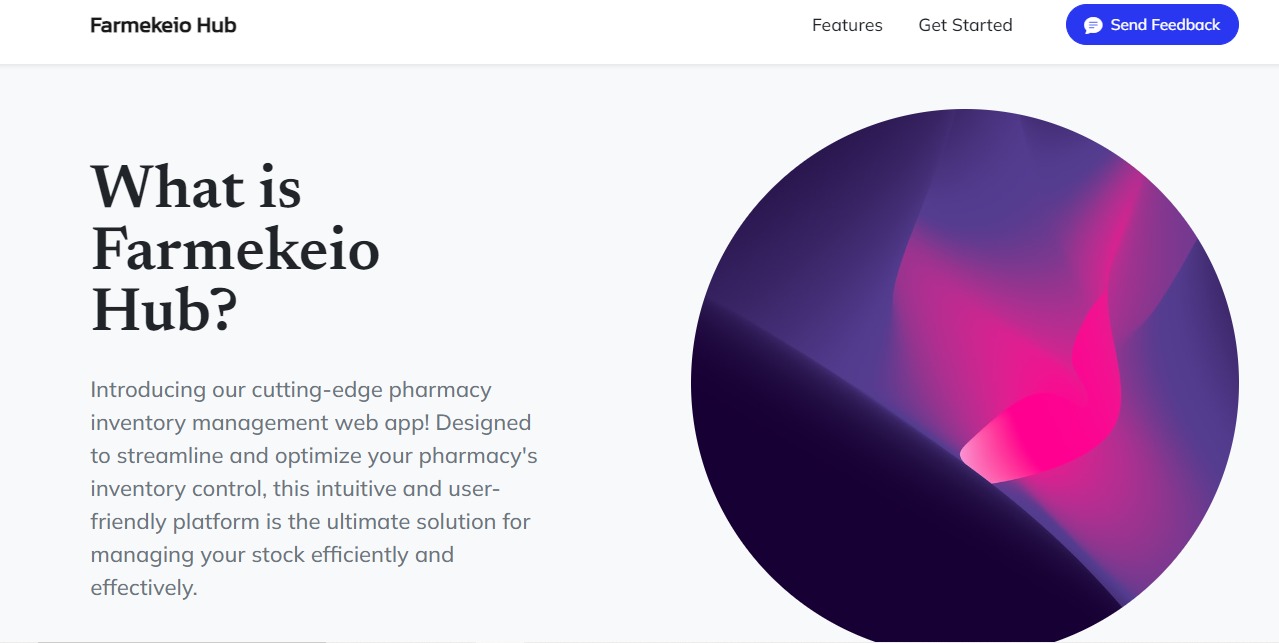 Farmekeio Hub
Features
Get Started
Send Feedback
What is
Farmekeio
Hub?
Introducing our cutting-edge pharmacy
inventory management web app! Designed
to streamline and optimize your pharmacy's
inventory control, this intuitive and user-
friendly platform is the ultimate solution for
managing your stock efficiently and
effectively.